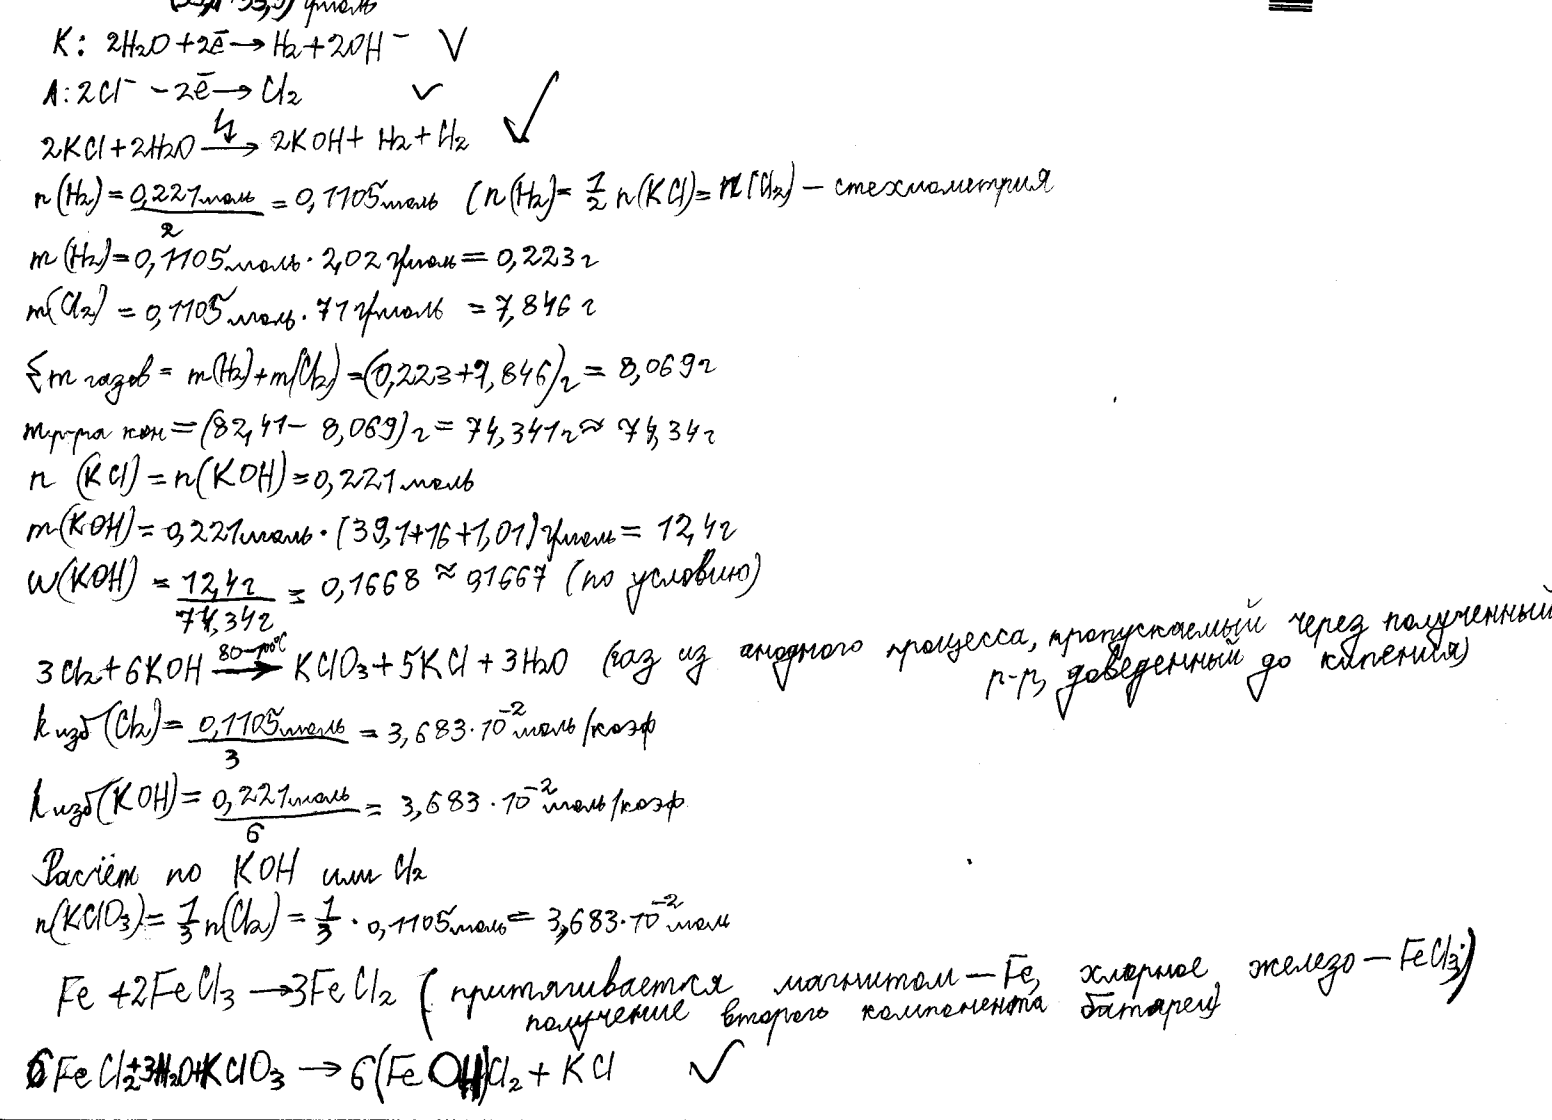 (39,1+35,5) г/моль
K: 2H₂O + 2ē → H₂ + 2OH⁻ ✓
A: 2Cl⁻ − 2ē → Cl₂ ✓
2KCl + 2H₂O → 2KOH + H₂ + Cl₂ ✓
n(H₂) = 0,221 моль / 2 = 0,1105 моль (n(H₂) = 1/2 n(KCl) = n(Cl₂) − стехиометрия
m(H₂) = 0,1105 моль · 2,02 г/моль = 0,223 г
m(Cl₂) = 0,1105 моль · 71 г/моль = 7,846 г
Σm газов = m(H₂) + m(Cl₂) = (0,223 + 7,846) г = 8,069 г
m р-ра кон = (82,41 − 8,069) г = 74,341 г ≈ 74,34 г
n (KCl) = n(KOH) = 0,221 моль
m(KOH) = 0,221 моль · (39,1+16+1,01) г/моль = 12,4 г
w(KOH) = 12,4 г / 74,34 г = 0,1668 ≈ 0,1667 (по условию)
3Cl₂ + 6KOH 80-100°C → KClO₃ + 5KCl + 3H₂O (газ из анодного процесса, пропускаемый через полученный
р-р, доведенный до кипения)
k изб (Cl₂) = 0,1105 моль / 3 = 3,683 · 10⁻² моль/коэф
k изб (KOH) = 0,221 моль / 6 = 3,683 · 10⁻² моль/коэф
Расчёт по KOH или Cl₂
n(KClO₃) = 1/3 n(Cl₂) = 1/3 · 0,1105 моль = 3,683 · 10⁻² моль
Fe + 2FeCl₃ → 3FeCl₂ (притягивается магнитом − Fe, хлорное железо − FeCl₃;)
получение второго компонента батареи)
6FeCl₂ + 3H₂O + KClO₃ → 6(FeOH)Cl₂ + KCl ✓